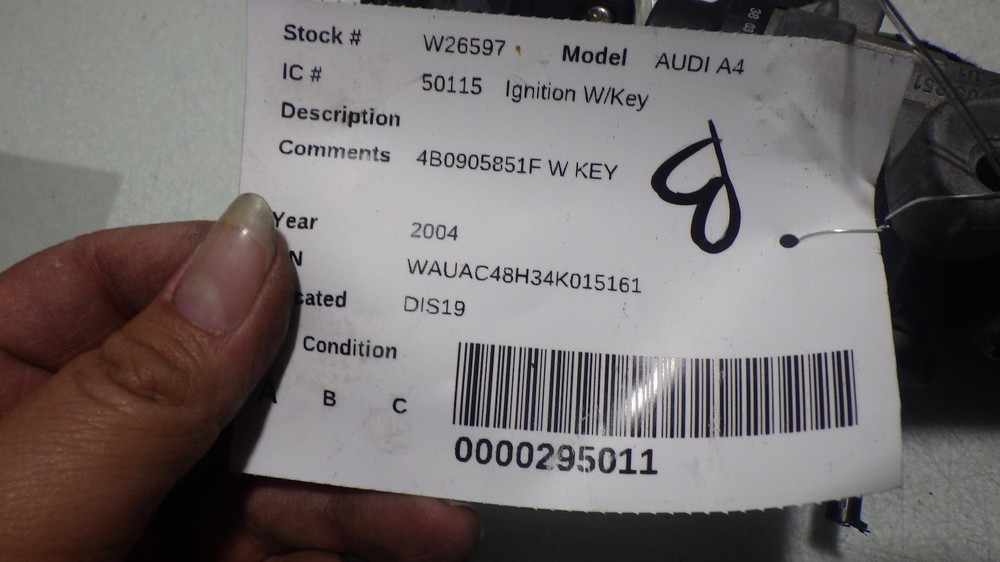 Stock # W26597 Model AUDI A4
IC # 50115 Ignition W/Key
Description
Comments 4B0905851F W KEY
Year 2004
N WAUAC48H34K015161
cated DIS19
Condition
A B C
0000295011